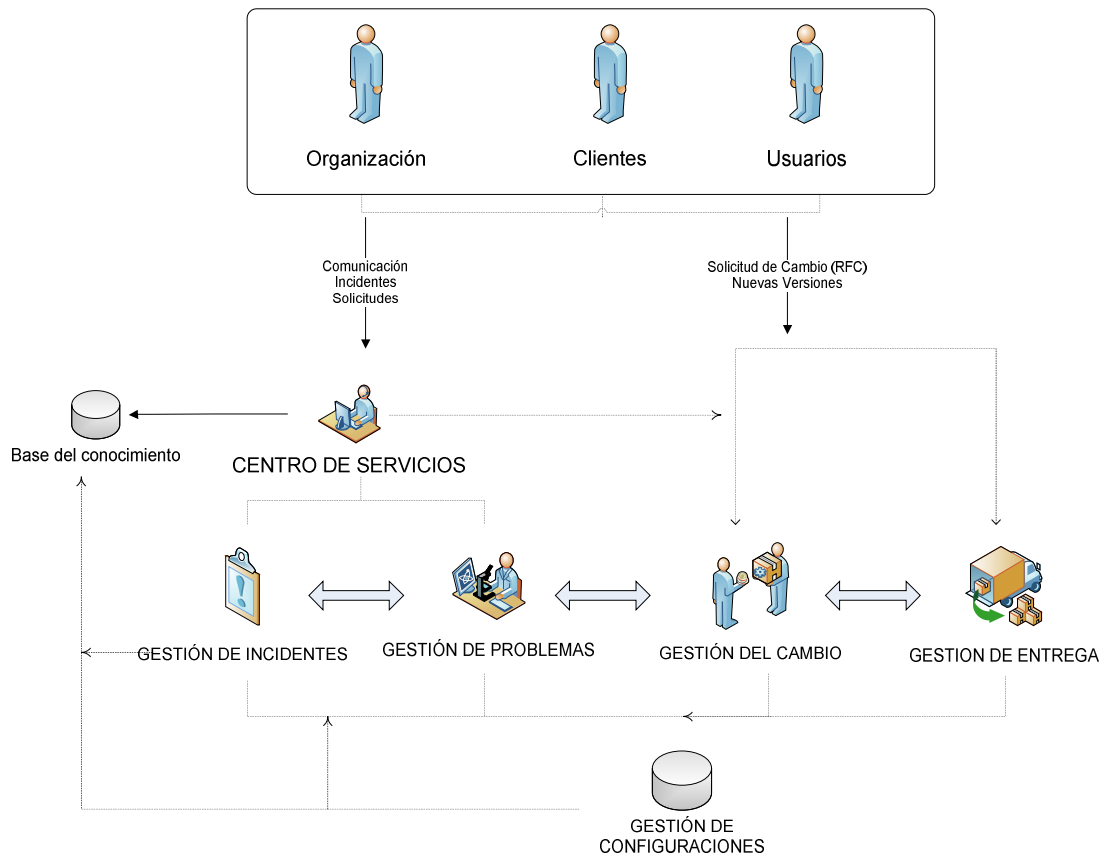 Organización
Clientes
Usuarios
Comunicación
Incidentes
Solicitudes
Solicitud de Cambio (RFC)
Nuevas Versiones
Base del conocimiento
CENTRO DE SERVICIOS
GESTIÓN DE INCIDENTES
GESTIÓN DE PROBLEMAS
GESTIÓN DEL CAMBIO
GESTION DE ENTREGA
GESTIÓN DE
CONFIGURACIONES